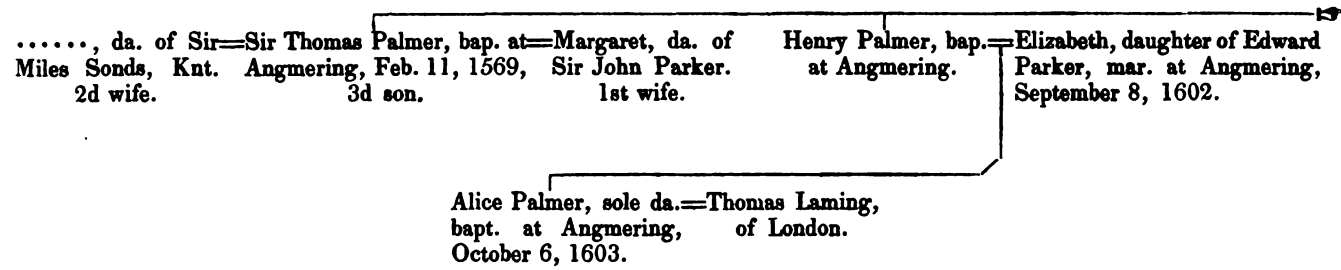 ......, da. of Sir=Sir Thomas Palmer, bap. at=Margaret, da. of
Miles Sonds, Knt. Angmering, Feb. 11, 1569, Sir John Parker.
2d wife. 3d son. 1st wife.
Henry Palmer, bap.=Elizabeth, daughter of Edward
at Angmering. Parker, mar. at Angmering,
September 8, 1602.
Alice Palmer, sole da.=Thomas Laming,
bapt. at Angmering, of London.
October 6, 1603.